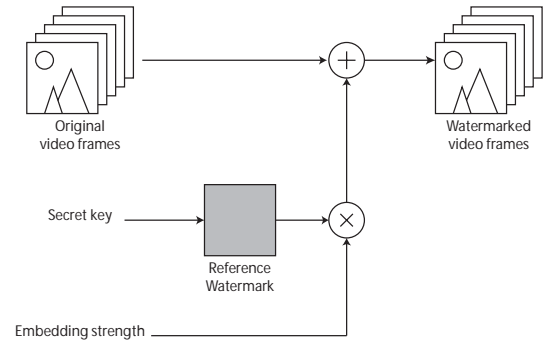 Original
video frames
Watermarked
video frames
Secret key
Reference
Watermark
Embedding strength